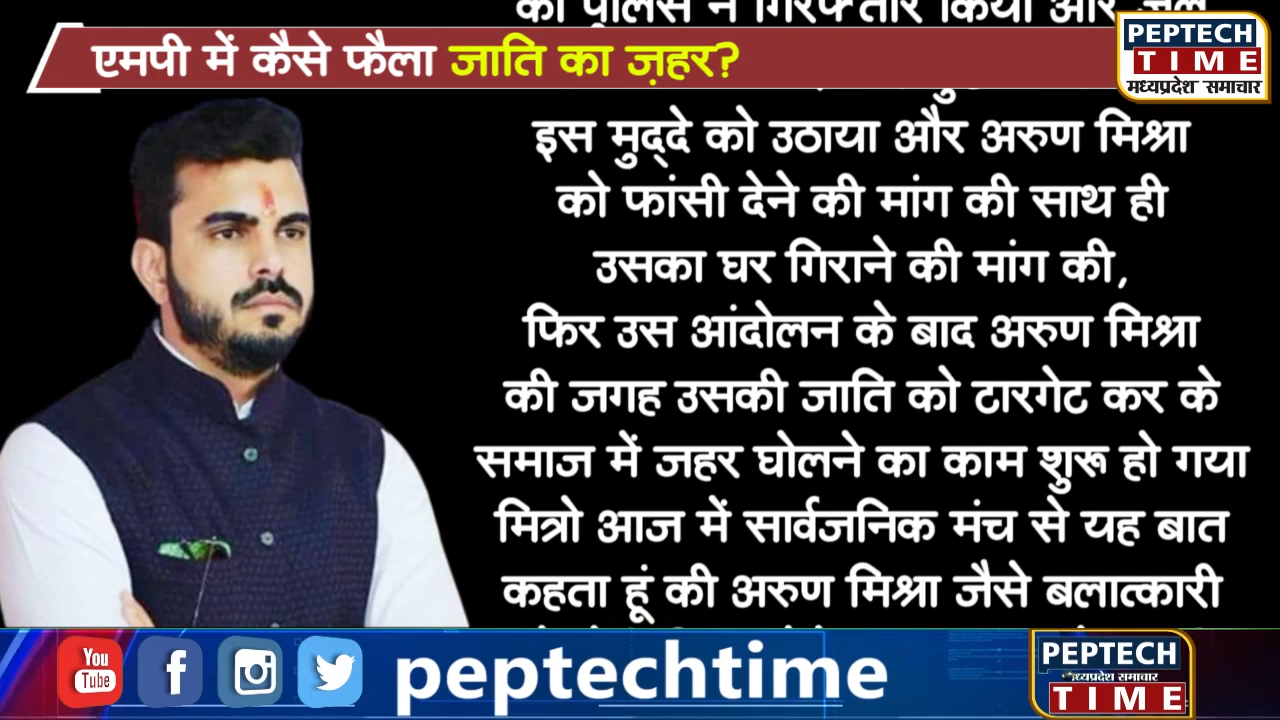 की पुलिस ने गिरफ्तार किया और जेल
एमपी में कैसे फैला जाति का ज़हर?
PEPTECH
TIME
मध्यप्रदेश समाचार
इस मुद्दे को उठाया और अरुण मिश्रा
को फांसी देने की मांग की साथ ही
उसका घर गिराने की मांग की,
फिर उस आंदोलन के बाद अरुण मिश्रा
की जगह उसकी जाति को टारगेट कर के
समाज में जहर घोलने का काम शुरू हो गया
मित्रो आज में सार्वजनिक मंच से यह बात
कहता हूं की अरुण मिश्रा जैसे बलात्कारी
You
Tube
peptechtime
PEPTECH
मध्यप्रदेश समाचार
TIME